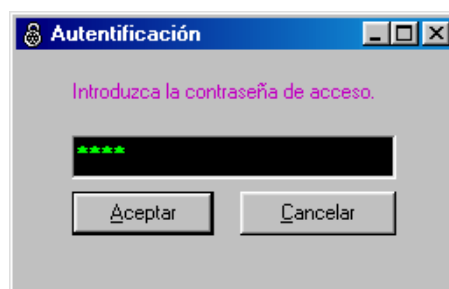 Autentificación
Introduzca la contraseña de acceso.
****
Aceptar
Cancelar